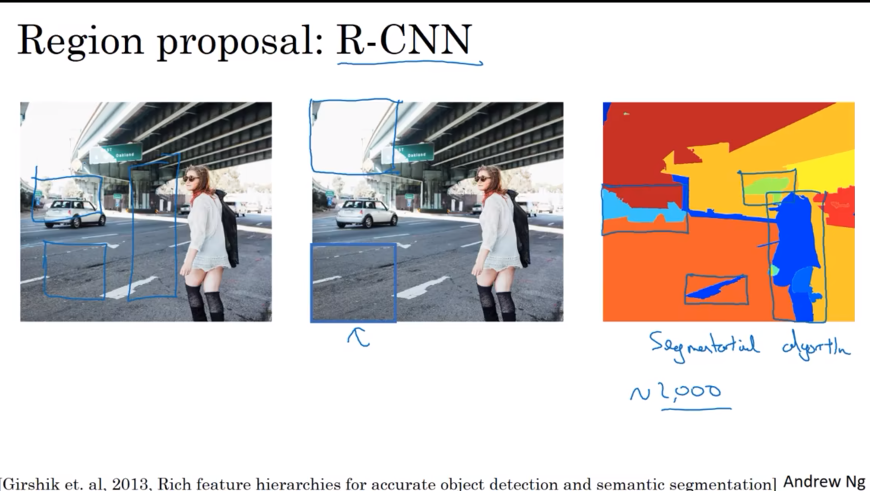 Region proposal: R-CNN
Oakland
Oakland
Segmentation algorithm
~2,000
[Girshik et. al, 2013, Rich feature hierarchies for accurate object detection and semantic segmentation] Andrew Ng